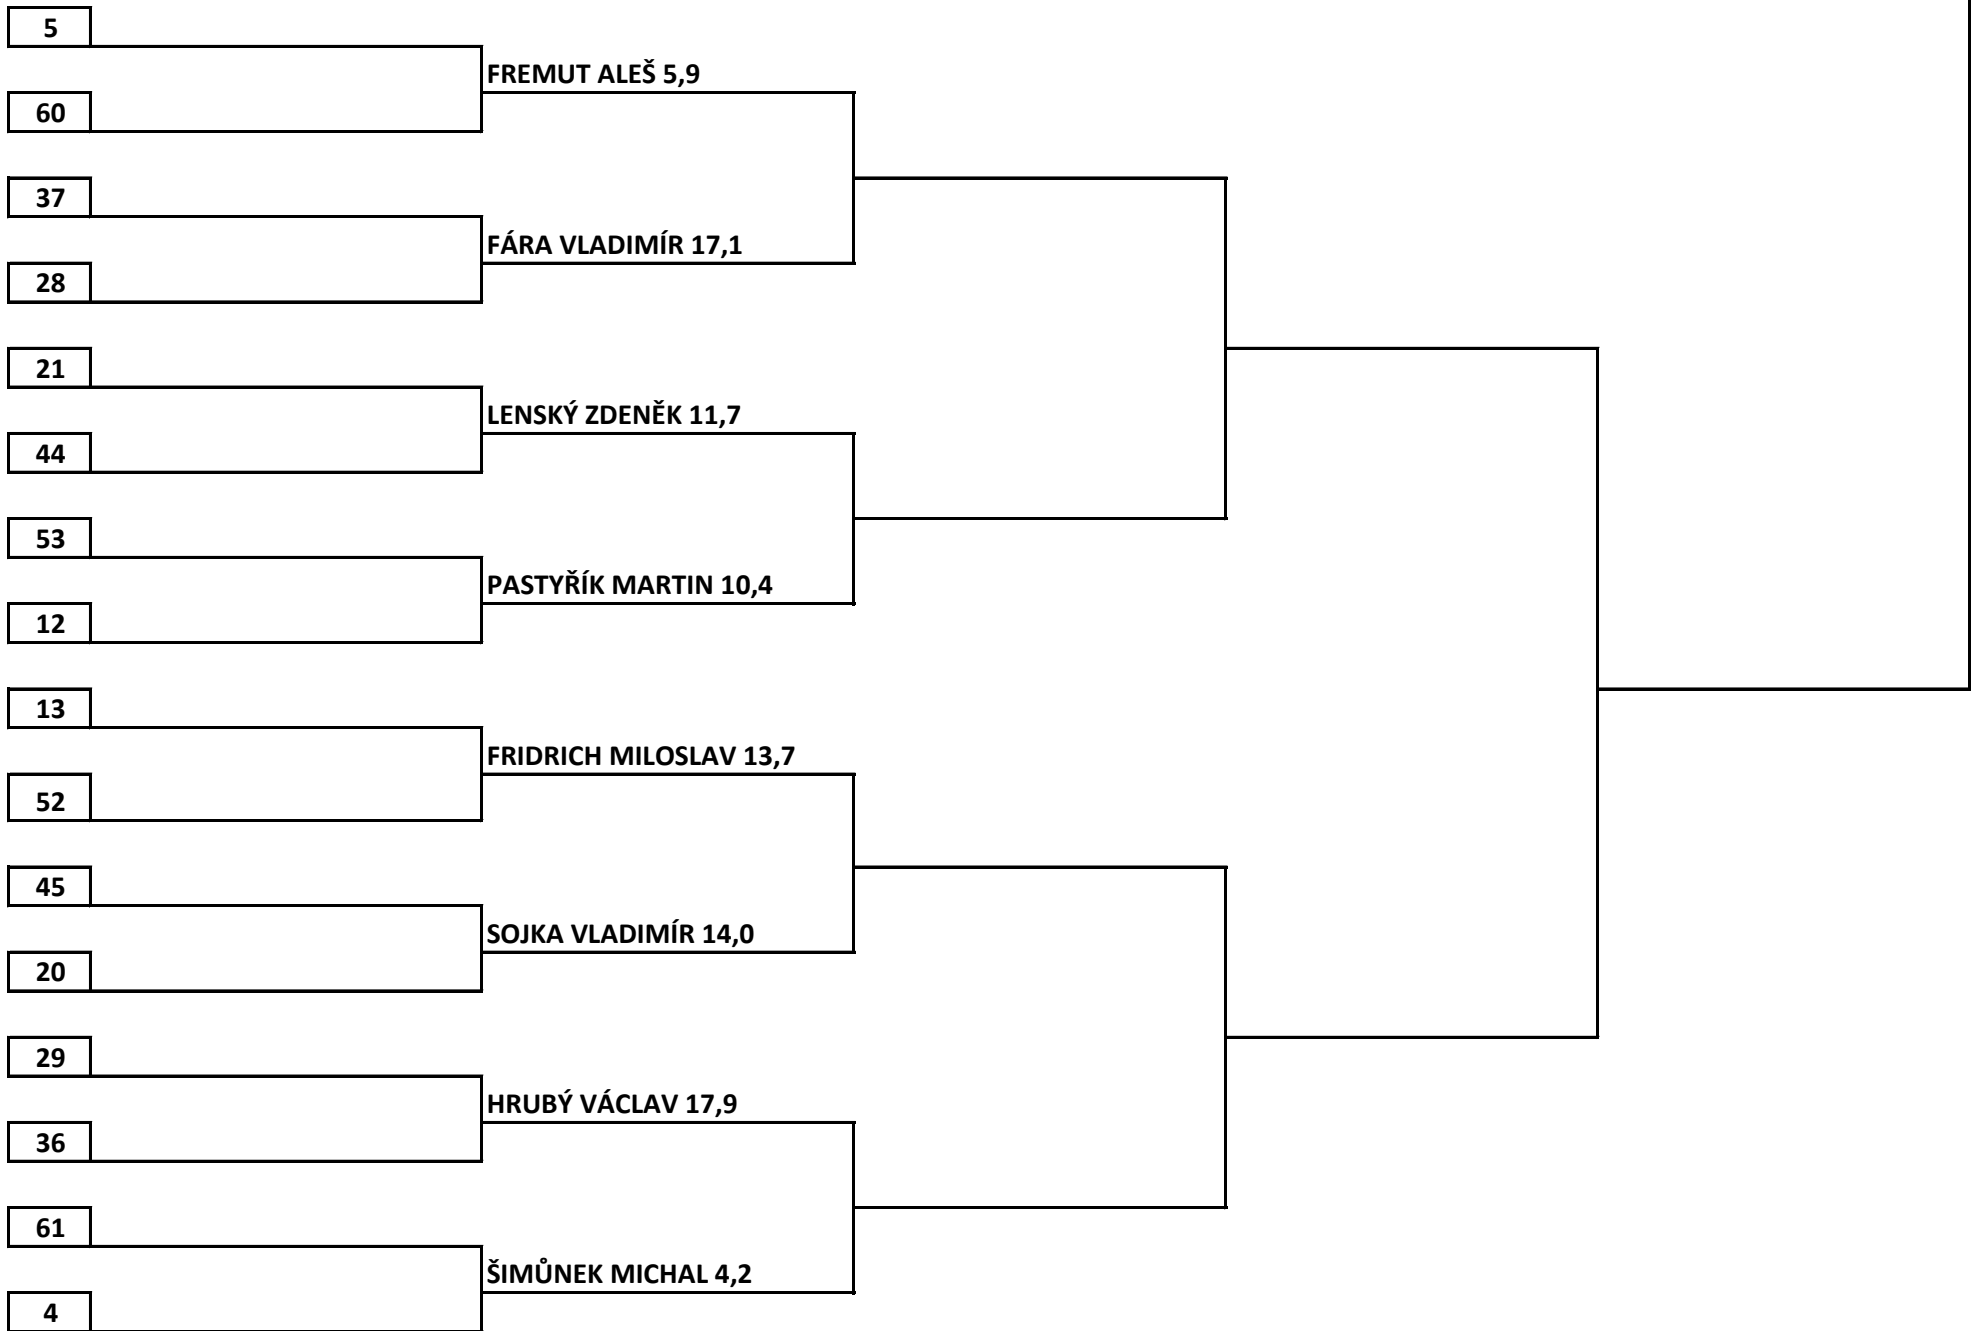 5
FREMUT ALEŠ 5,9
60
37
FÁRA VLADIMÍR 17,1
28
21
LENSKÝ ZDENĚK 11,7
44
53
PASTYŘÍK MARTIN 10,4
12
13
FRIDRICH MILOSLAV 13,7
52
45
SOJKA VLADIMÍR 14,0
20
29
HRUBÝ VÁCLAV 17,9
36
61
ŠIMŮNEK MICHAL 4,2
4